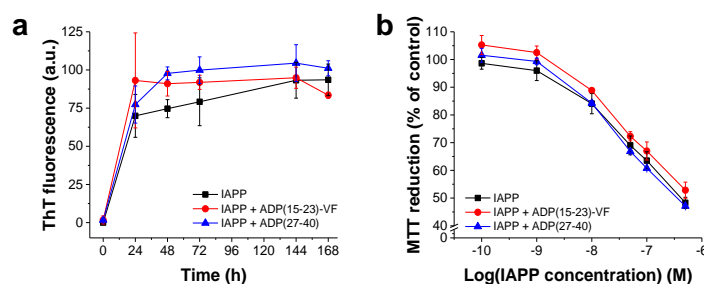 a
ThT fluorescence (a.u.)
125
100
75
50
25
0
IAPP
IAPP + ADP(15-23)-VF
IAPP + ADP(27-40)
0 24 48 72 96 120 144 168
Time (h)
b
MTT reduction (% of control)
110
100
90
80
70
60
50
40
0
IAPP
IAPP + ADP(15-23)-VF
IAPP + ADP(27-40)
-10 -9 -8 -7 -6
Log(IAPP concentration) (M)